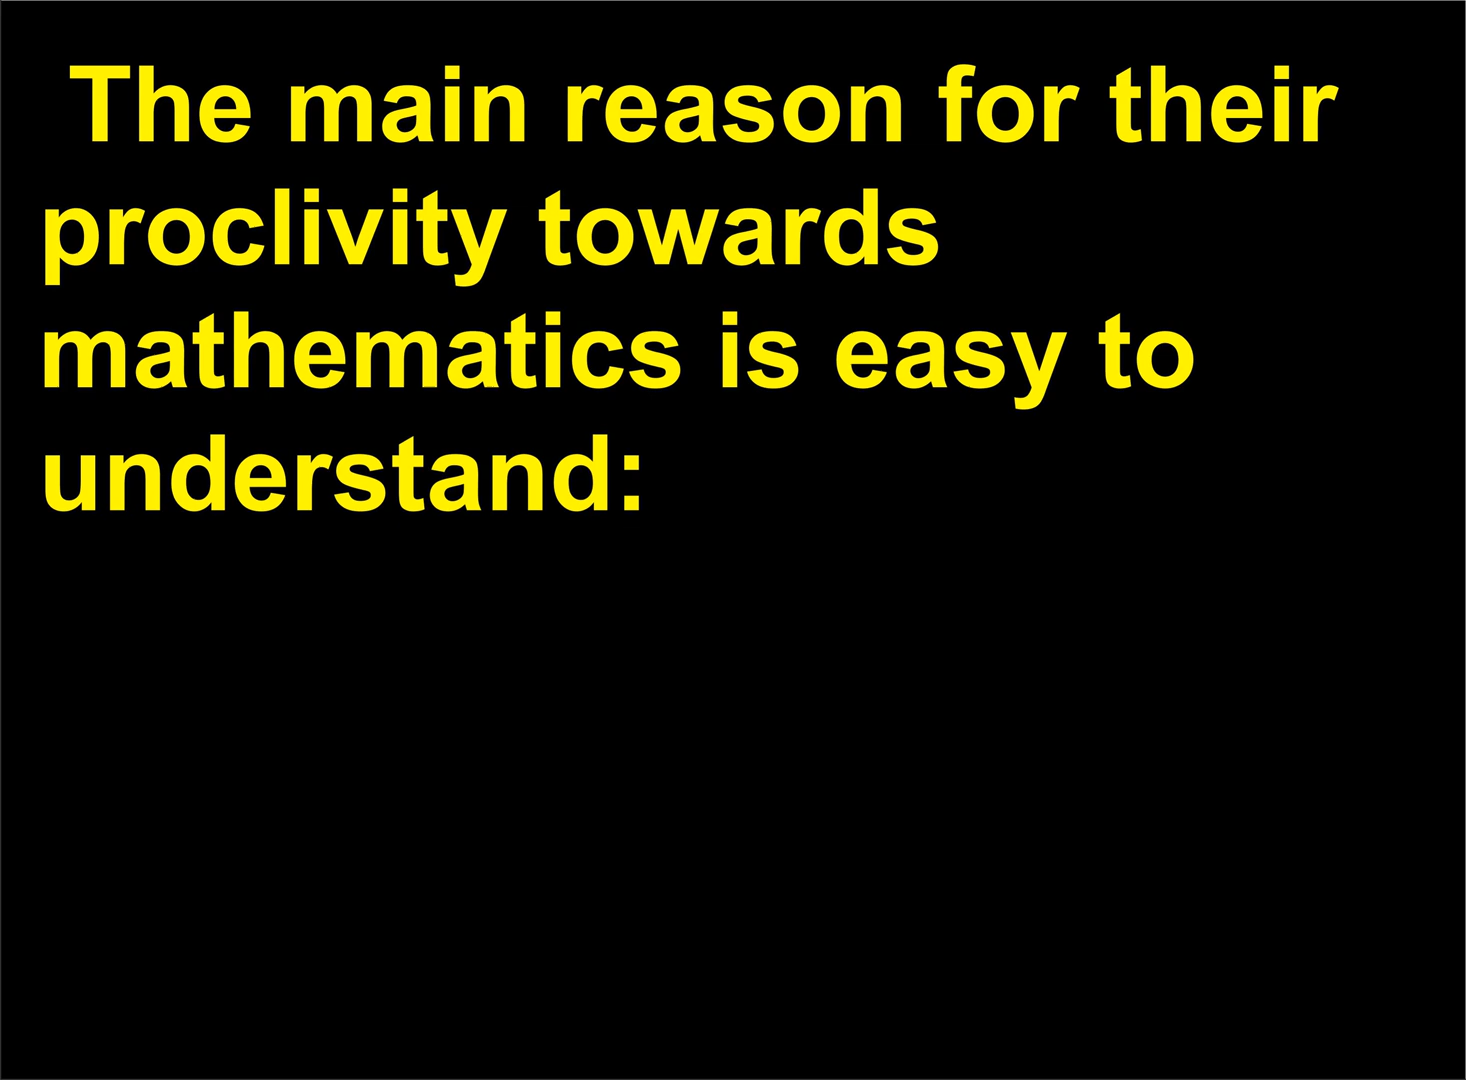 The main reason for their
proclivity towards
mathematics is easy to
understand: